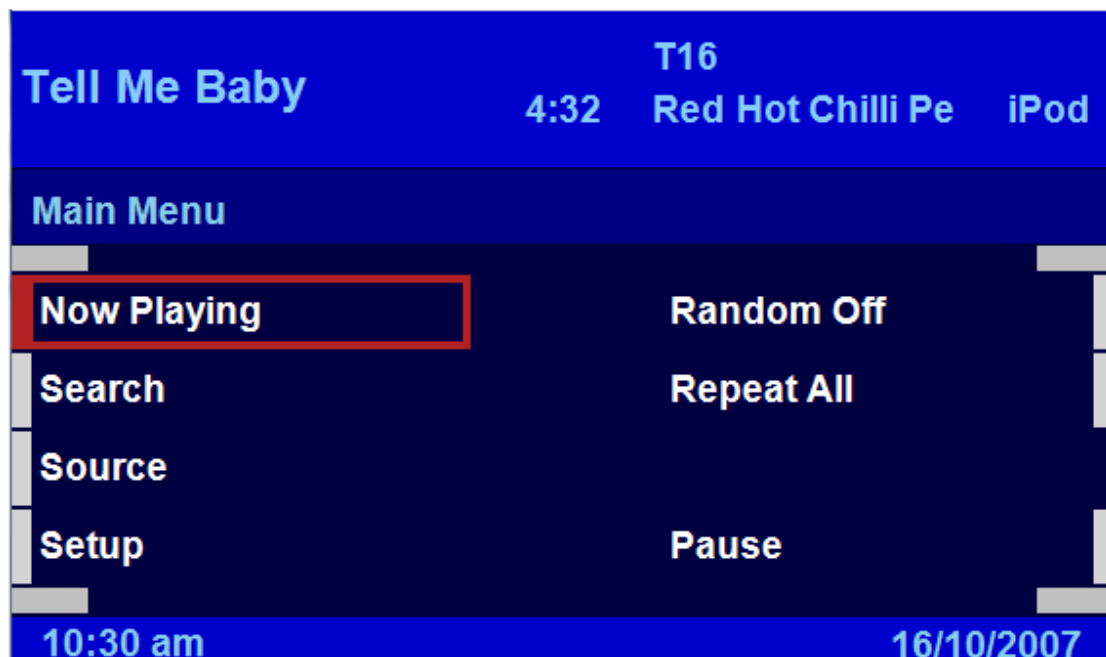 T16
Tell Me Baby
4:32 Red Hot Chilli Pe iPod
Main Menu
Now Playing Random Off
Search Repeat All
Source
Setup Pause
10:30 am 16/10/2007